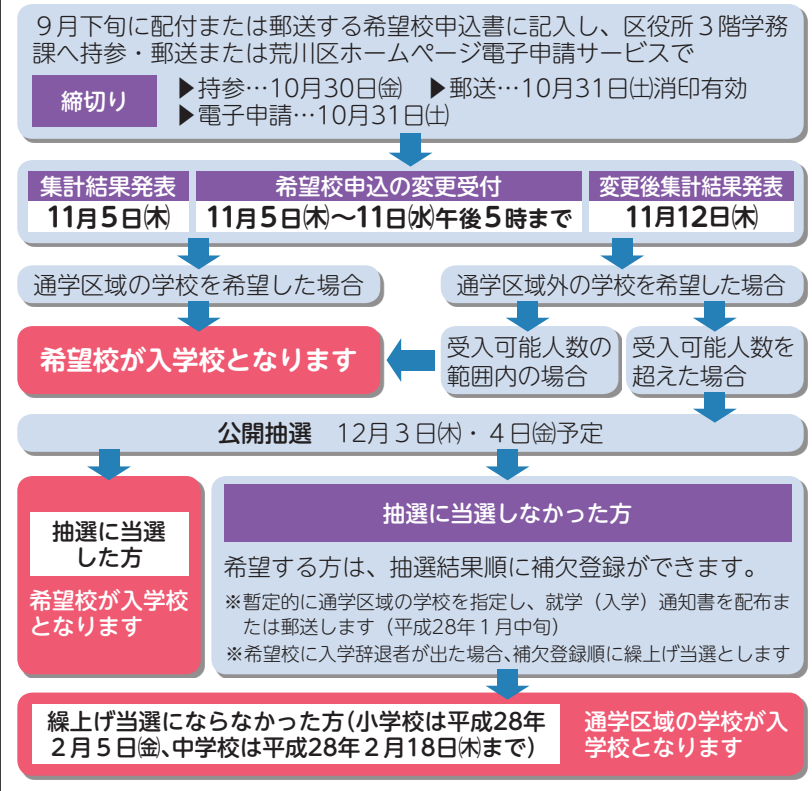 ９月下旬に配付または郵送する希望校申込書に記入し、区役所３階学務
課へ持参・郵送または荒川区ホームページ電子申請サービスで
締切り
▶持参…10月30日㈮　▶郵送…10月31日㈯消印有効
▶電子申請…10月31日㈯
集計結果発表
11月５日㈭
希望校申込の変更受付
11月５日㈭～11日㈬午後５時まで
変更後集計結果発表
11月12日㈭
通学区域の学校を希望した場合
通学区域外の学校を希望した場合
希望校が入学校となります
受入可能人数の
範囲内の場合
受入可能人数を
超えた場合
公開抽選　12月３日㈭・４日㈮予定
抽選に当選
した方
希望校が入学校
となります
抽選に当選しなかった方
希望する方は、抽選結果順に補欠登録ができます。
※暫定的に通学区域の学校を指定し、就学（入学）通知書を配布ま
たは郵送します（平成28年１月中旬）
※希望校に入学辞退者が出た場合、補欠登録順に繰上げ当選とします
繰上げ当選にならなかった方（小学校は平成28年
２月５日㈮、中学校は平成28年２月18日㈭まで）
通学区域の学校が入
学校となります